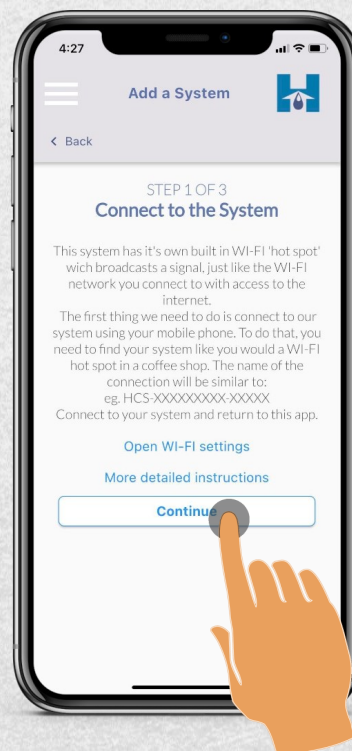 4:27
Add a System
< Back
STEP 1 OF 3
Connect to the System
This system has it's own built in WI-FI 'hot spot'
wich broadcasts a signal, just like the WI-FI
network you connect to with access to the
internet.
The first thing we need to do is connect to our
system using your mobile phone. To do that, you
need to find your system like you would a WI-FI
hot spot in a coffee shop. The name of the
connection will be similar to:
eg. HCS-XXXXXXXXX-XXXXX
Connect to your system and return to this app.
Open WI-FI settings
More detailed instructions
Continue